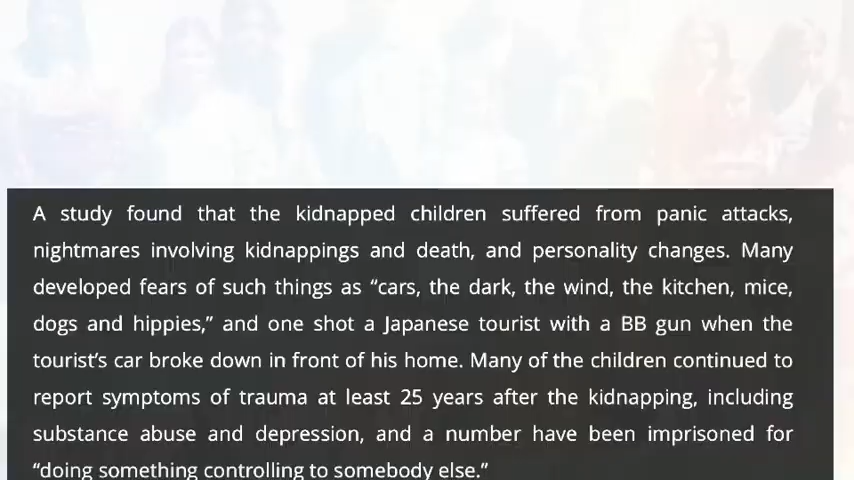 A study found that the kidnapped children suffered from panic attacks,
nightmares involving kidnappings and death, and personality changes. Many
developed fears of such things as “cars, the dark, the wind, the kitchen, mice,
dogs and hippies,” and one shot a Japanese tourist with a BB gun when the
tourist’s car broke down in front of his home. Many of the children continued to
report symptoms of trauma at least 25 years after the kidnapping, including
substance abuse and depression, and a number have been imprisoned for
“doing something controlling to somebody else.”